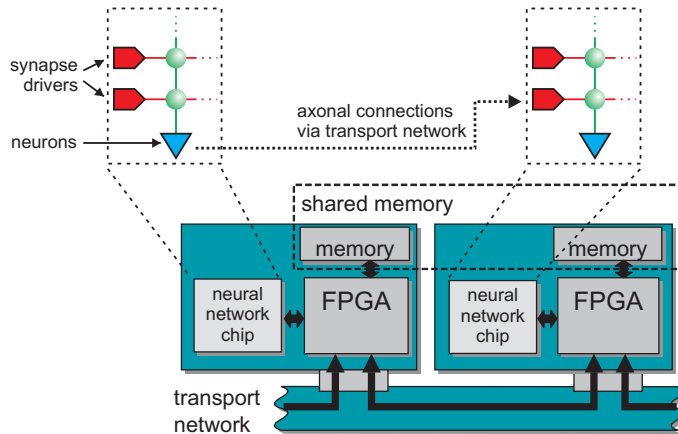 synapse
drivers
neurons
axonal connections
via transport network
shared memory
memory
memory
neural
network
chip
FPGA
neural
network
chip
FPGA
transport
network